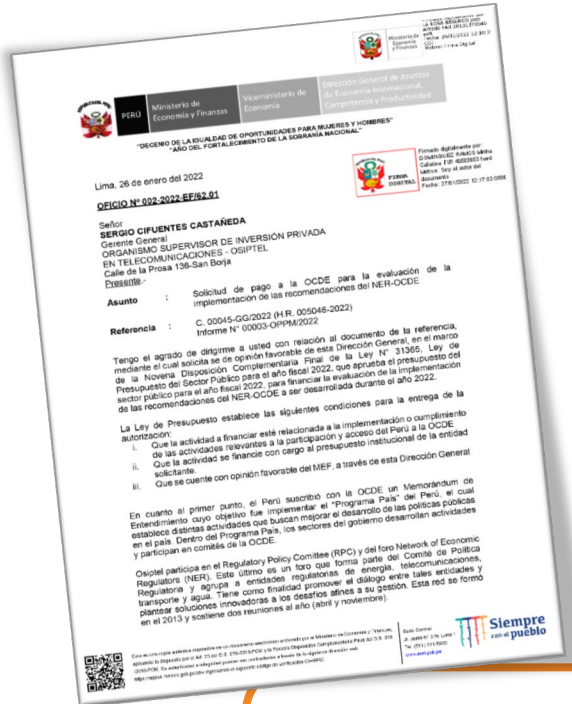 Ministerio de
Economía
y Finanzas
PERÚ
Ministerio de
Economía y Finanzas
Viceministerio de
Economía
Dirección General de Asuntos
de Economía Internacional,
Competencia y Productividad
"DECENIO DE LA IGUALDAD DE OPORTUNIDADES PARA MUJERES Y HOMBRES"
"AÑO DEL FORTALECIMIENTO DE LA SOBRANÍA NACIONAL"
FIRMA
DIGITAL
Firmado digitalmente por
DOMINGUEZ RAMOS Mirtha
Motivo: Soy el autor del
documento
Lima, 26 de enero del 2022
OFICIO N° 002-2022-EF/62.01
Señor
SERGIO CIFUENTES CASTAÑEDA
Gerente General
ORGANISMO SUPERVISOR DE INVERSIÓN PRIVADA
EN TELECOMUNICACIONES - OSIPTEL
Calle de la Prosa 136-San Borja
Presente.-
Asunto : Solicitud de pago a la OCDE para la evaluación de la
implementación de las recomendaciones del NER-OCDE
Referencia : C. 00045-GG/2022 (H.R. 005046-2022)
Informe N° 00003-OPPM/2022
Tengo el agrado de dirigirme a usted con relación al documento de la referencia,
mediante el cual solicita se de opinión favorable de esta Dirección General, en el marco
de la Novena Disposición Complementaria Final de la Ley N° 31365, Ley de
Presupuesto del Sector Público para el año fiscal 2022, que aprueba el presupuesto del
sector público para el año fiscal 2022, para financiar la evaluación de la implementación
de las recomendaciones del NER-OCDE a ser desarrollada durante el año 2022.
La Ley de Presupuesto establece las siguientes condiciones para la entrega de la
autorización:
i. Que la actividad a financiar esté relacionada a la implementación o cumplimiento
de las actividades relevantes a la participación y acceso del Perú a la OCDE
ii. Que la actividad se financie con cargo al presupuesto institucional de la entidad
solicitante.
iii. Que se cuente con opinión favorable del MEF, a través de esta Dirección General
En cuanto al primer punto, el Perú suscribió con la OCDE un Memorándum de
Entendimiento cuyo objetivo fue implementar el "Programa País" del Perú, el cual
establece distintas actividades que buscan mejorar el desarrollo de las políticas públicas
en el país. Dentro del Programa País, los sectores del gobierno desarrollan actividades
y participan en comités de la OCDE.
Osiptel participa en el Regulatory Policy Comittee (RPC) y del foro Network of Economic
Regulators (NER). Este último es un foro que forma parte del Comité de Política
Regulatoria y agrupa a entidades regulatorias de energía, telecomunicaciones,
transporte y agua. Tiene como finalidad promover el diálogo entre tales entidades y
plantear soluciones innovadoras a los desafíos afines a su gestión. Esta red se formó
en el 2013 y sostiene dos reuniones al año (abril y noviembre).
Siempre
con el pueblo